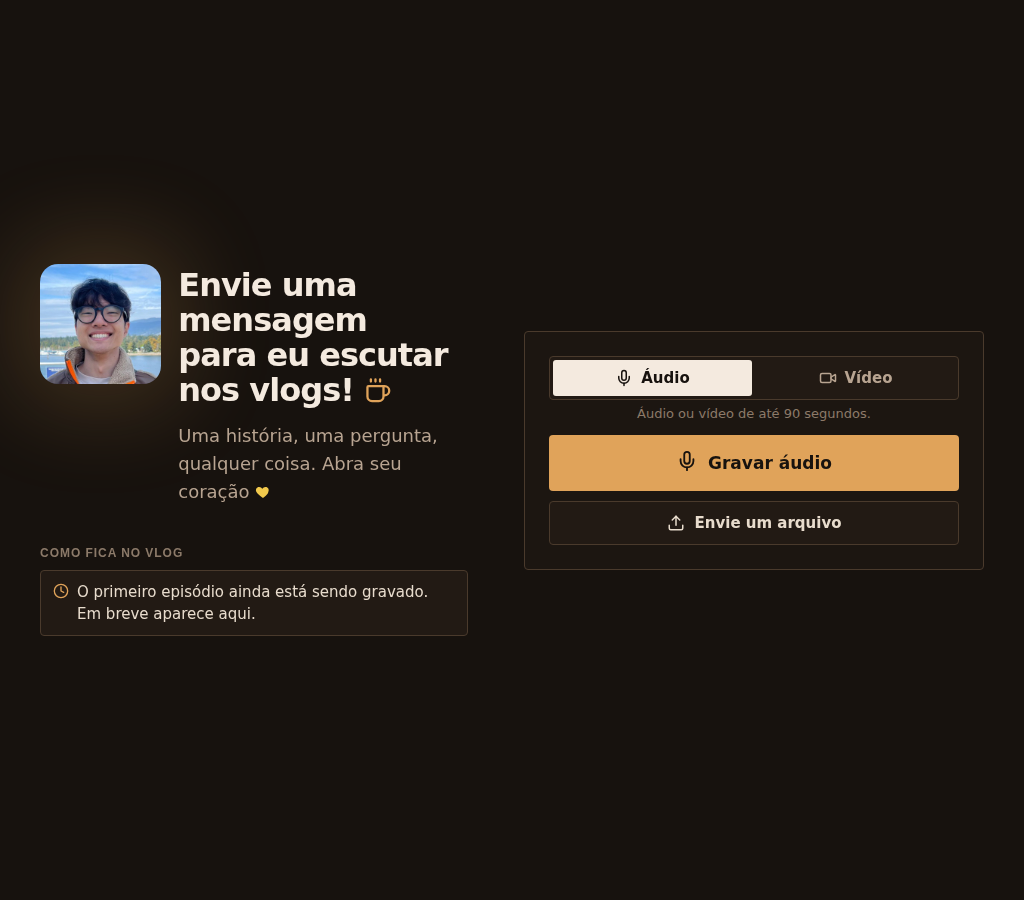 Envie uma
mensagem
para eu escutar
nos vlogs!
Uma história, uma pergunta,
qualquer coisa. Abra seu
coração 💛
COMO FICA NO VLOG
O primeiro episódio ainda está sendo gravado.
Em breve aparece aqui.
Áudio
Vídeo
Áudio ou vídeo de até 90 segundos.
Gravar áudio
Envie um arquivo